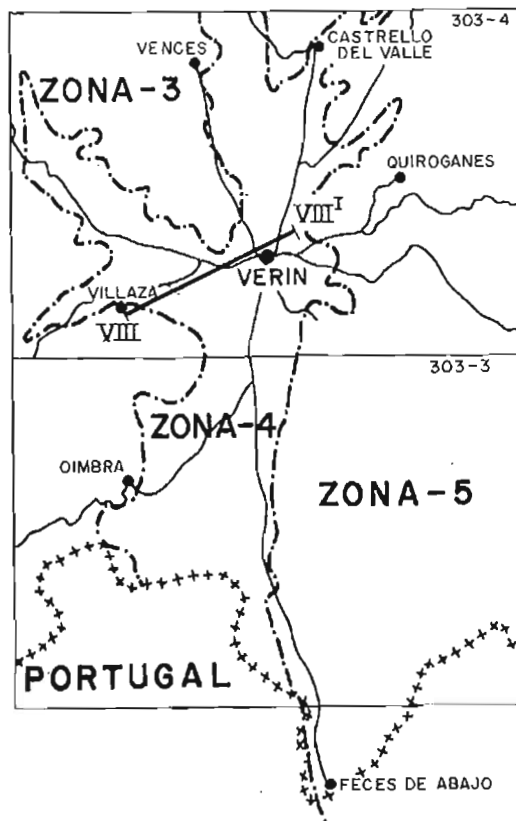 303-4
VENCES
CASTRELLO
DEL VALLE
ZONA-3
QUIROGANES
VIII I
VERIN
VILLAZA
VIII
303-3
ZONA-4
OIMBRA
ZONA-5
PORTUGAL
FECES DE ABAJO